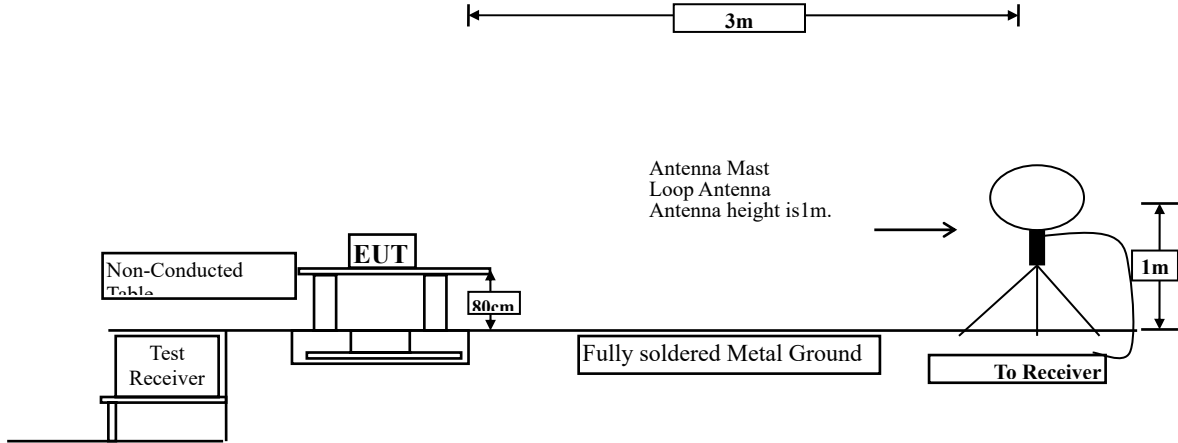 3m
Antenna Mast
Loop Antenna
Antenna height is1m.
EUT
Non-Conducted
Table
80cm
1m
Test
Receiver
Fully soldered Metal Ground
To Receiver